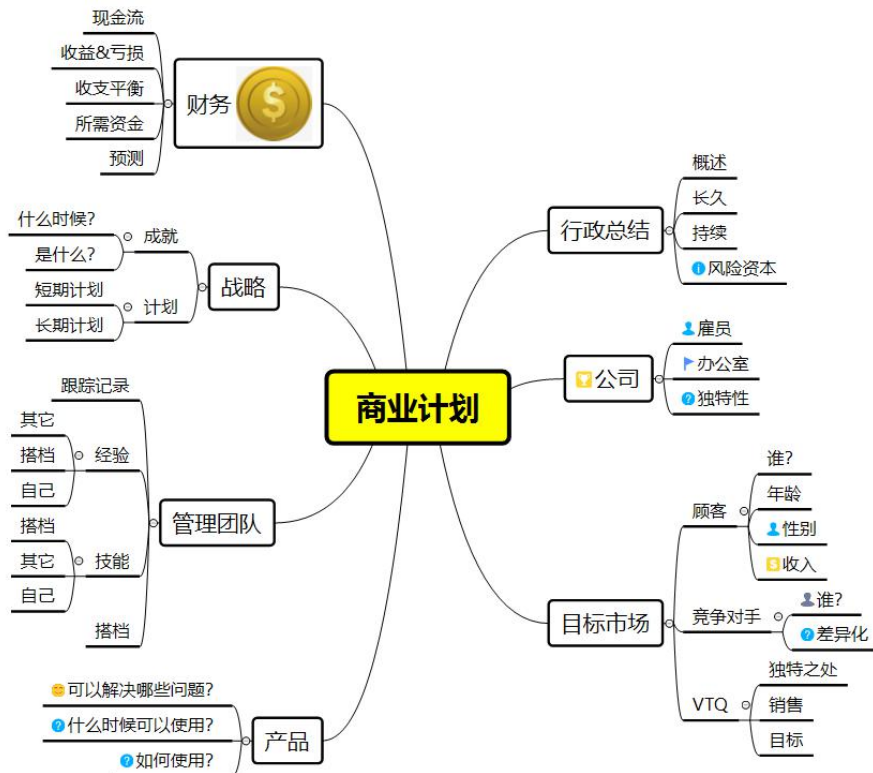 商业计划
财务
现金流
收益&亏损
收支平衡
所需资金
预测
战略
成就
什么时候?
是什么?
计划
短期计划
长期计划
管理团队
跟踪记录
经验
其它
搭档
自己
技能
搭档
其它
自己
搭档
产品
可以解决哪些问题?
什么时候可以使用?
如何使用?
行政总结
概述
长久
持续
风险资本
公司
雇员
办公室
独特性
目标市场
顾客
谁?
年龄
性别
收入
竞争对手
谁?
差异化
VTQ
独特之处
销售
目标